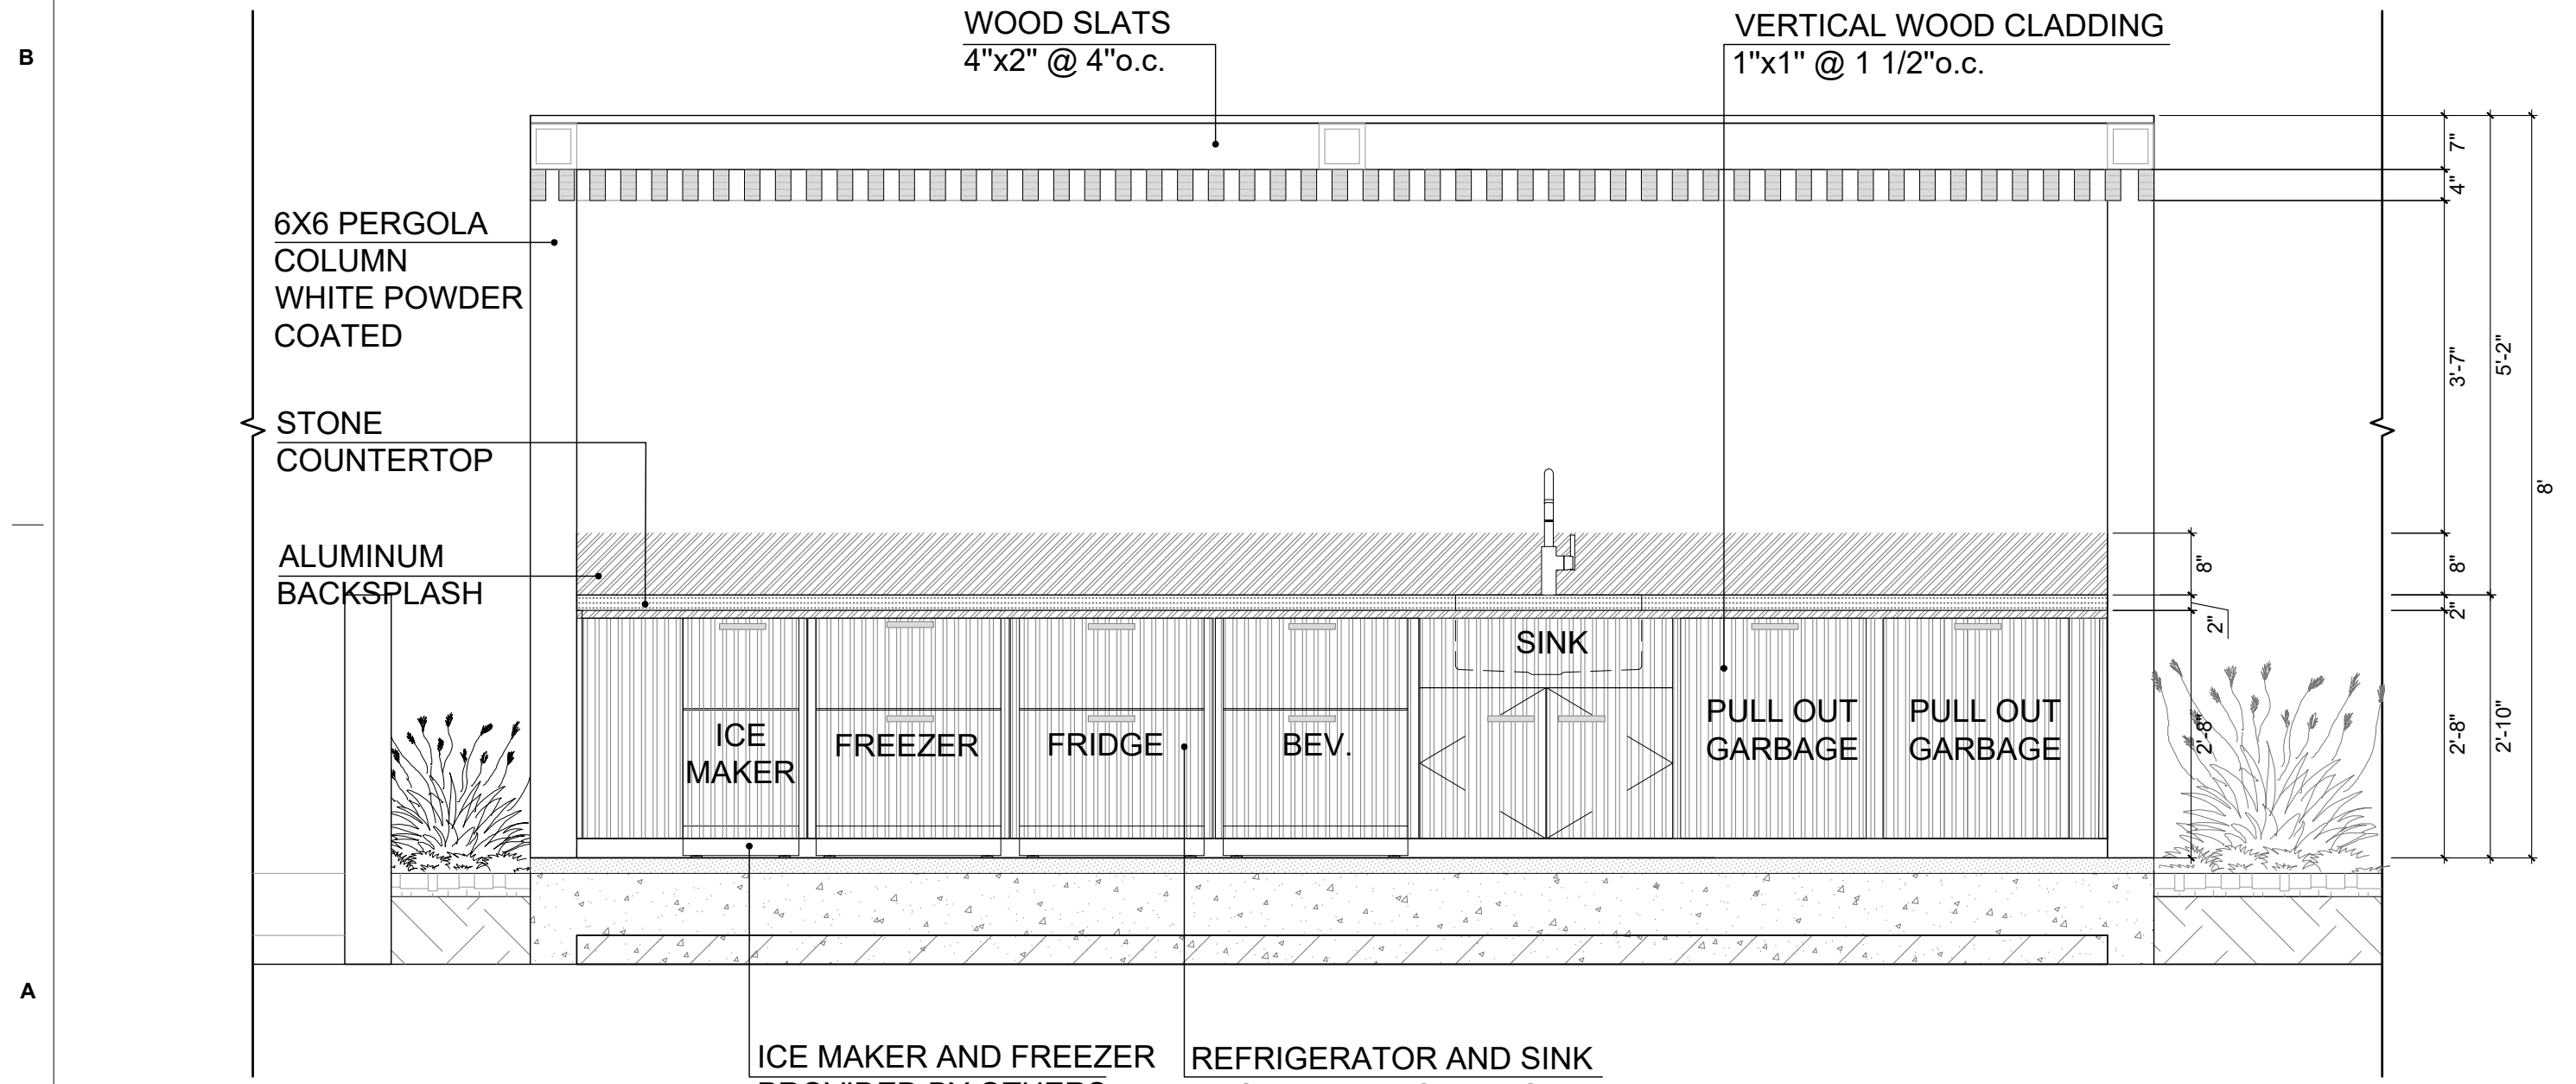 B
WOOD SLATS
4"x2" @ 4"o.c.
VERTICAL WOOD CLADDING
1"x1" @ 1 1/2"o.c.
6X6 PERGOLA
COLUMN
WHITE POWDER
COATED
STONE
COUNTERTOP
ALUMINUM
BACKSPLASH
7"
4"
3'-7"
5'-2"
8'
8"
8"
2"
2"
2'-8"
2'-8"
2'-10"
SINK
ICE
MAKER
FREEZER
FRIDGE
BEV.
PULL OUT
GARBAGE
PULL OUT
GARBAGE
A
ICE MAKER AND FREEZER
PROVIDED BY OTHERS
REFRIGERATOR AND SINK